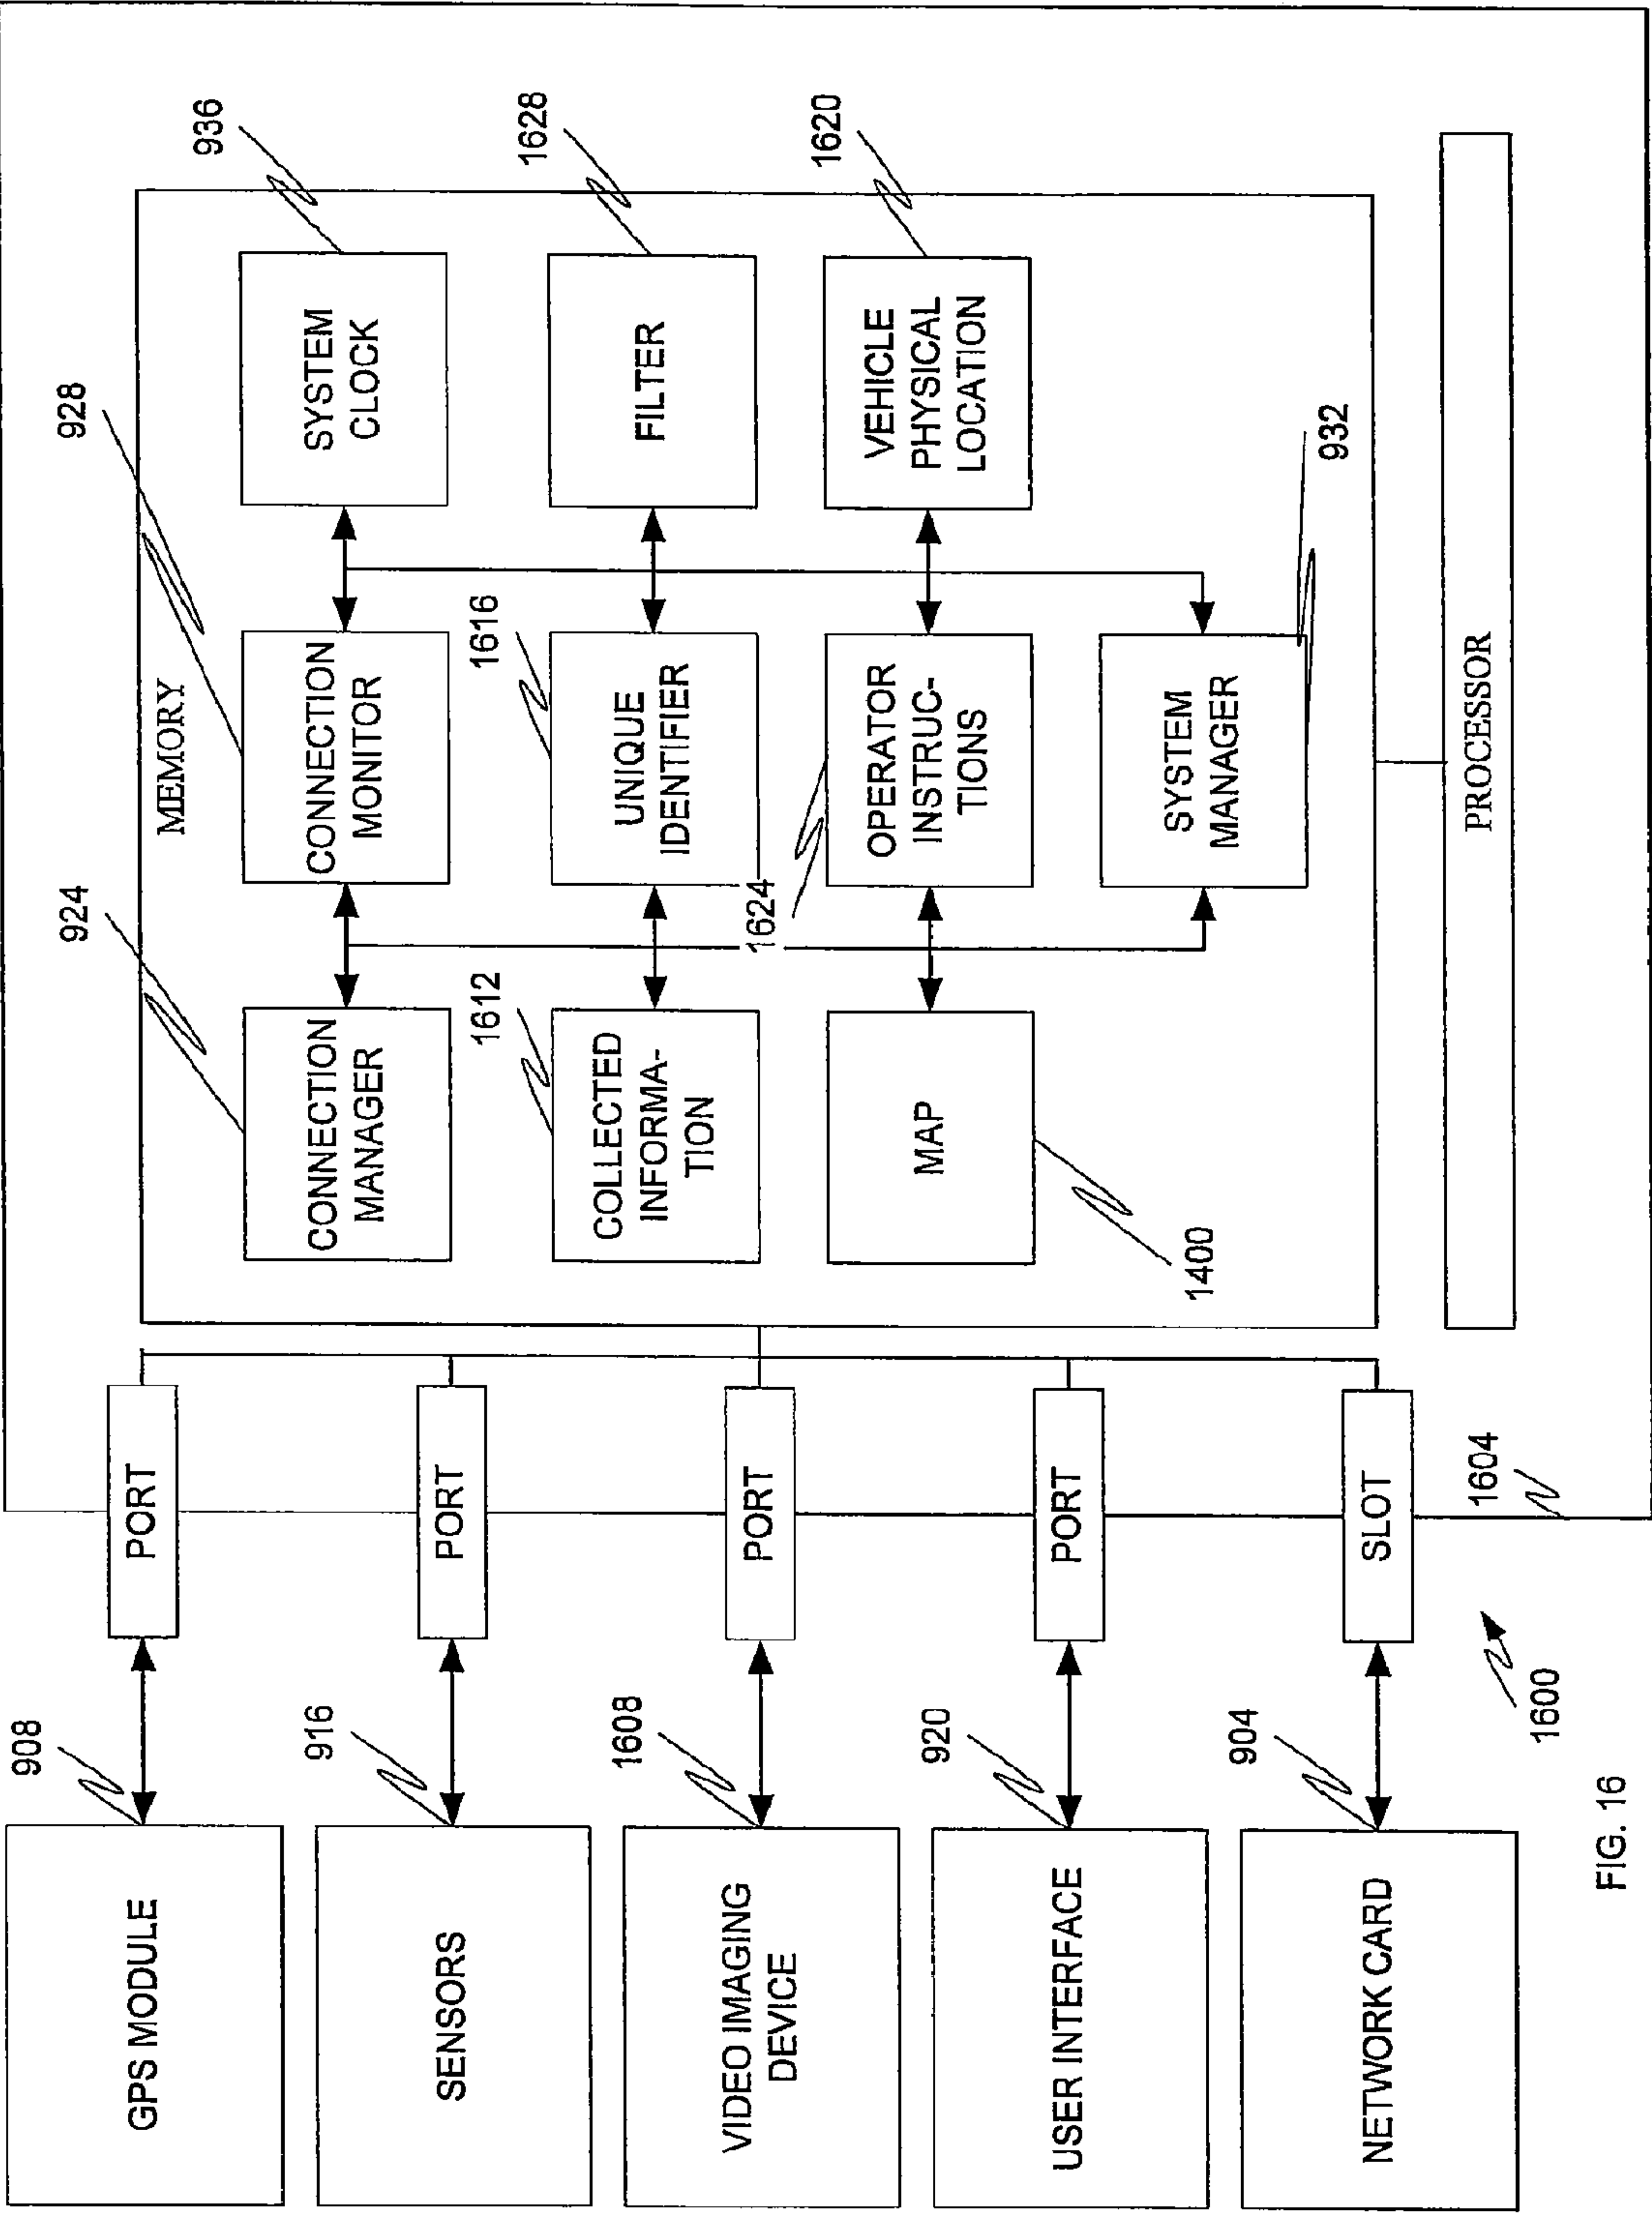 908
GPS MODULE
PORT
916
SENSORS
PORT
1608
VIDEO IMAGING
DEVICE
PORT
920
USER INTERFACE
PORT
904
NETWORK CARD
SLOT
1604
1600
MEMORY
924
CONNECTION
MANAGER
928
CONNECTION
MONITOR
936
SYSTEM
CLOCK
1612
COLLECTED
INFORMA-
TION
1616
UNIQUE
IDENTIFIER
1628
FILTER
1400
MAP
1624
OPERATOR
INSTRUC-
TIONS
1620
VEHICLE
PHYSICAL
LOCATION
932
SYSTEM
MANAGER
PROCESSOR
FIG. 16